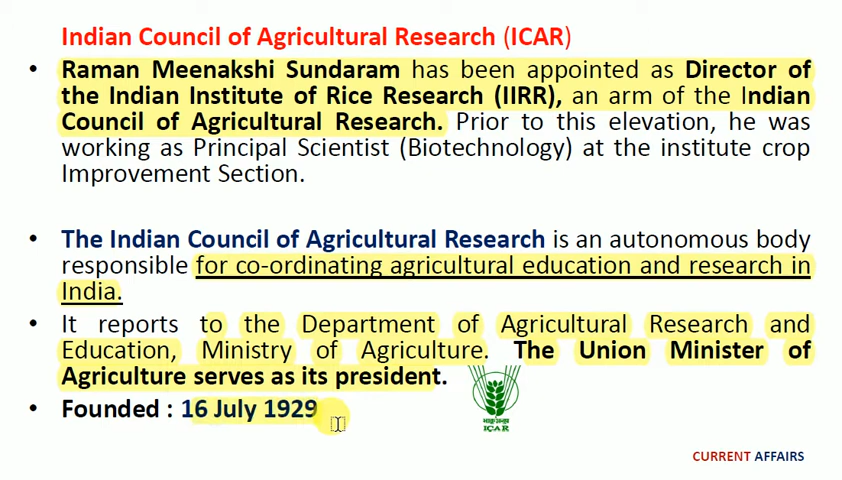 Indian Council of Agricultural Research (ICAR)
• Raman Meenakshi Sundaram has been appointed as Director of
the Indian Institute of Rice Research (IIRR), an arm of the Indian
Council of Agricultural Research. Prior to this elevation, he was
working as Principal Scientist (Biotechnology) at the institute crop
Improvement Section.
• The Indian Council of Agricultural Research is an autonomous body
responsible for co-ordinating agricultural education and research in
India.
• It reports to the Department of Agricultural Research and
Education, Ministry of Agriculture. The Union Minister of
Agriculture serves as its president.
• Founded : 16 July 1929
भाकृअनुप
ICAR
CURRENT AFFAIRS